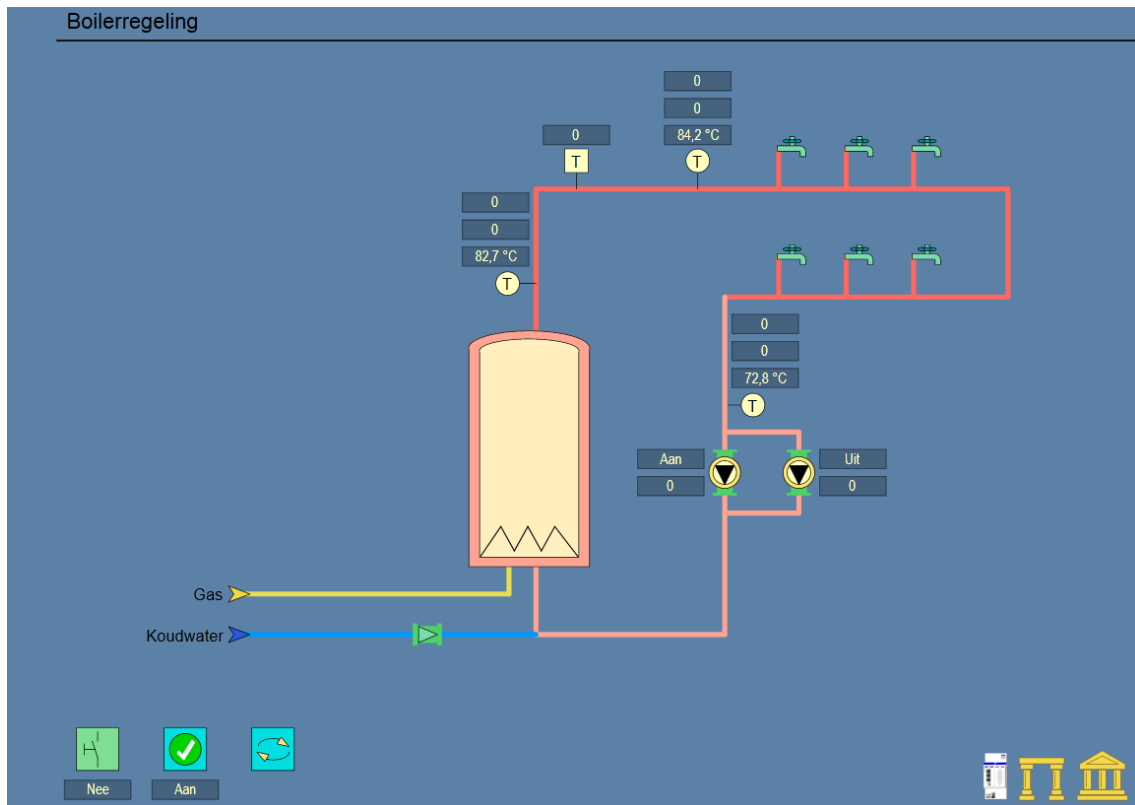 Boilerregeling
0
0
0
84,2 °C
T
T
0
0
82,7 °C
T
0
0
72,8 °C
T
Aan
Uit
0
0
Gas
Koudwater
Nee
Aan